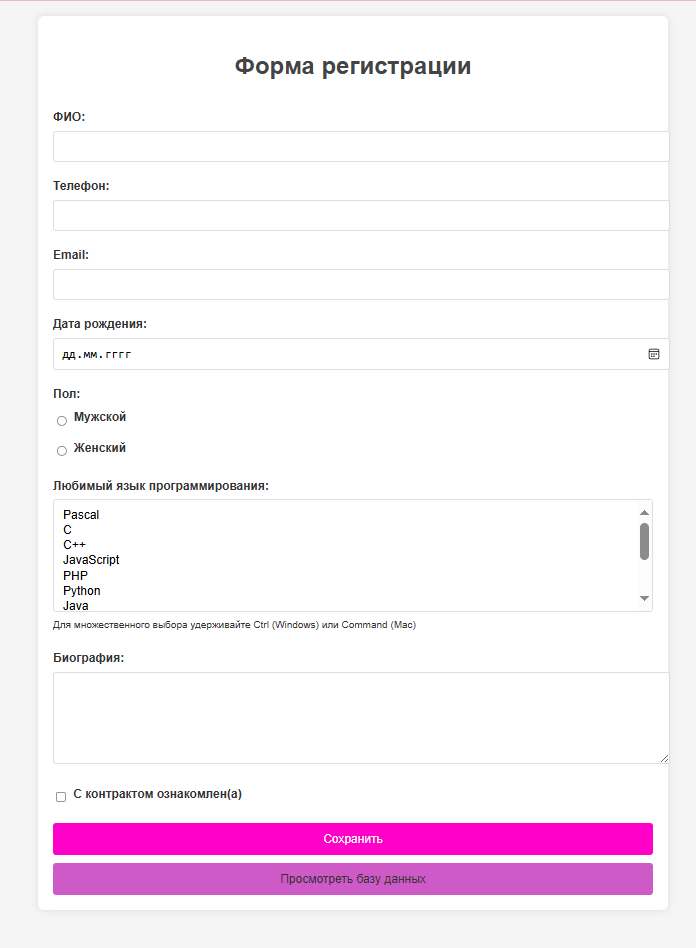 Форма регистрации
ФИО:
Телефон:
Email:
Дата рождения:
дд.мм.гггг
Пол:
Мужской
Женский
Любимый язык программирования:
Pascal
C
C++
JavaScript
PHP
Python
Java
Для множественного выбора удерживайте Ctrl (Windows) или Command (Mac)
Биография:
С контрактом ознакомлен(а)
Сохранить
Просмотреть базу данных